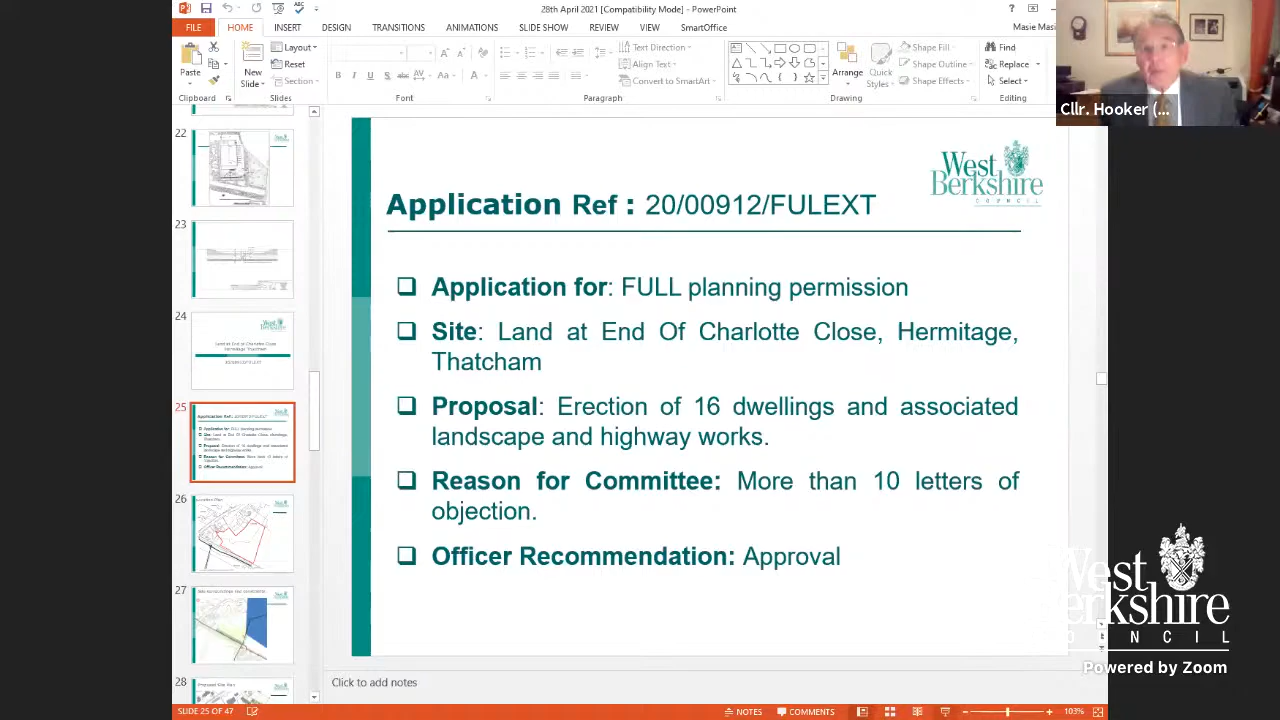 28th April 2021 [Compatibility Mode] - PowerPoint
FILE HOME INSERT DESIGN TRANSITIONS ANIMATIONS SLIDE SHOW REVIEW VIEW SmartOffice
Masie Masi
Paste
New
Slide
Layout
Reset
Section
Text Direction
Align Text
Convert to SmartArt
Arrange
Quick
Styles
Shape Fill
Shape Outline
Shape Effects
Find
Replace
Select
Clipboard Slides Font Paragraph Drawing Editing
Cllr. Hooker (...
22
23
24
25
26
27
28
West
Berkshire
COUNCIL
Application Ref : 20/00912/FULEXT
Application for: FULL planning permission
Site: Land at End Of Charlotte Close, Hermitage,
Thatcham
Proposal: Erection of 16 dwellings and associated
landscape and highway works.
Reason for Committee: More than 10 letters of
objection.
Officer Recommendation: Approval
West
Berkshire
COUNCIL
Powered by Zoom
Click to add notes
SLIDE 25 OF 47
NOTES COMMENTS 103%